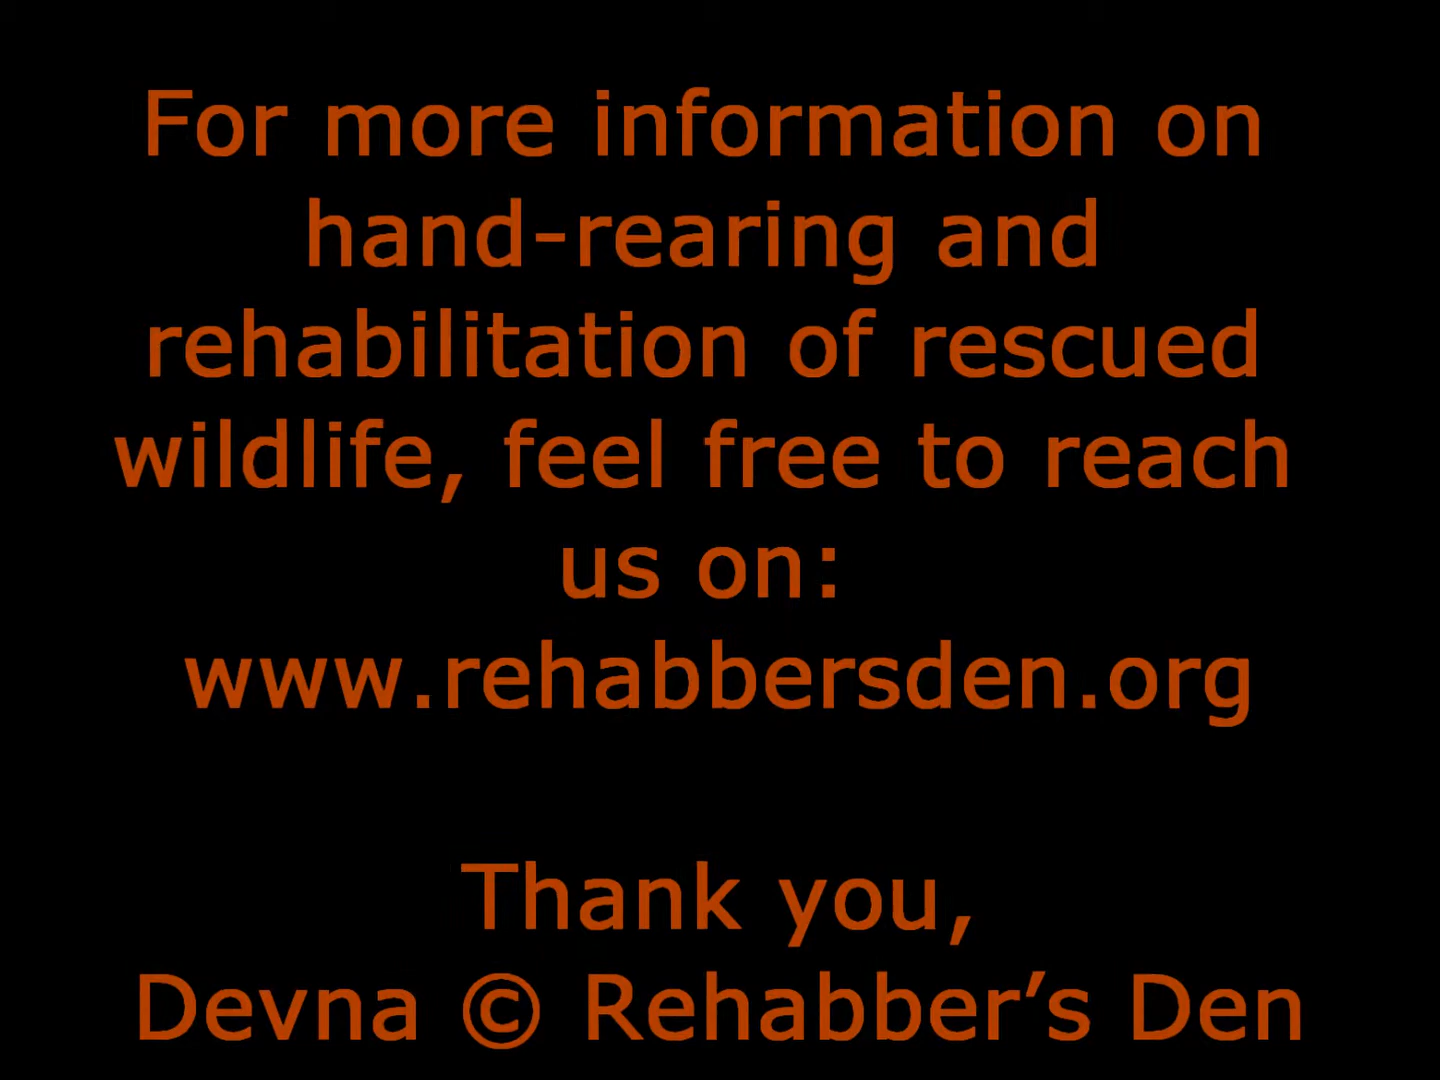 For more information on
hand-rearing and
rehabilitation of rescued
wildlife, feel free to reach
us on:
www.rehabbersden.org
Thank you,
Devna © Rehabber’s Den